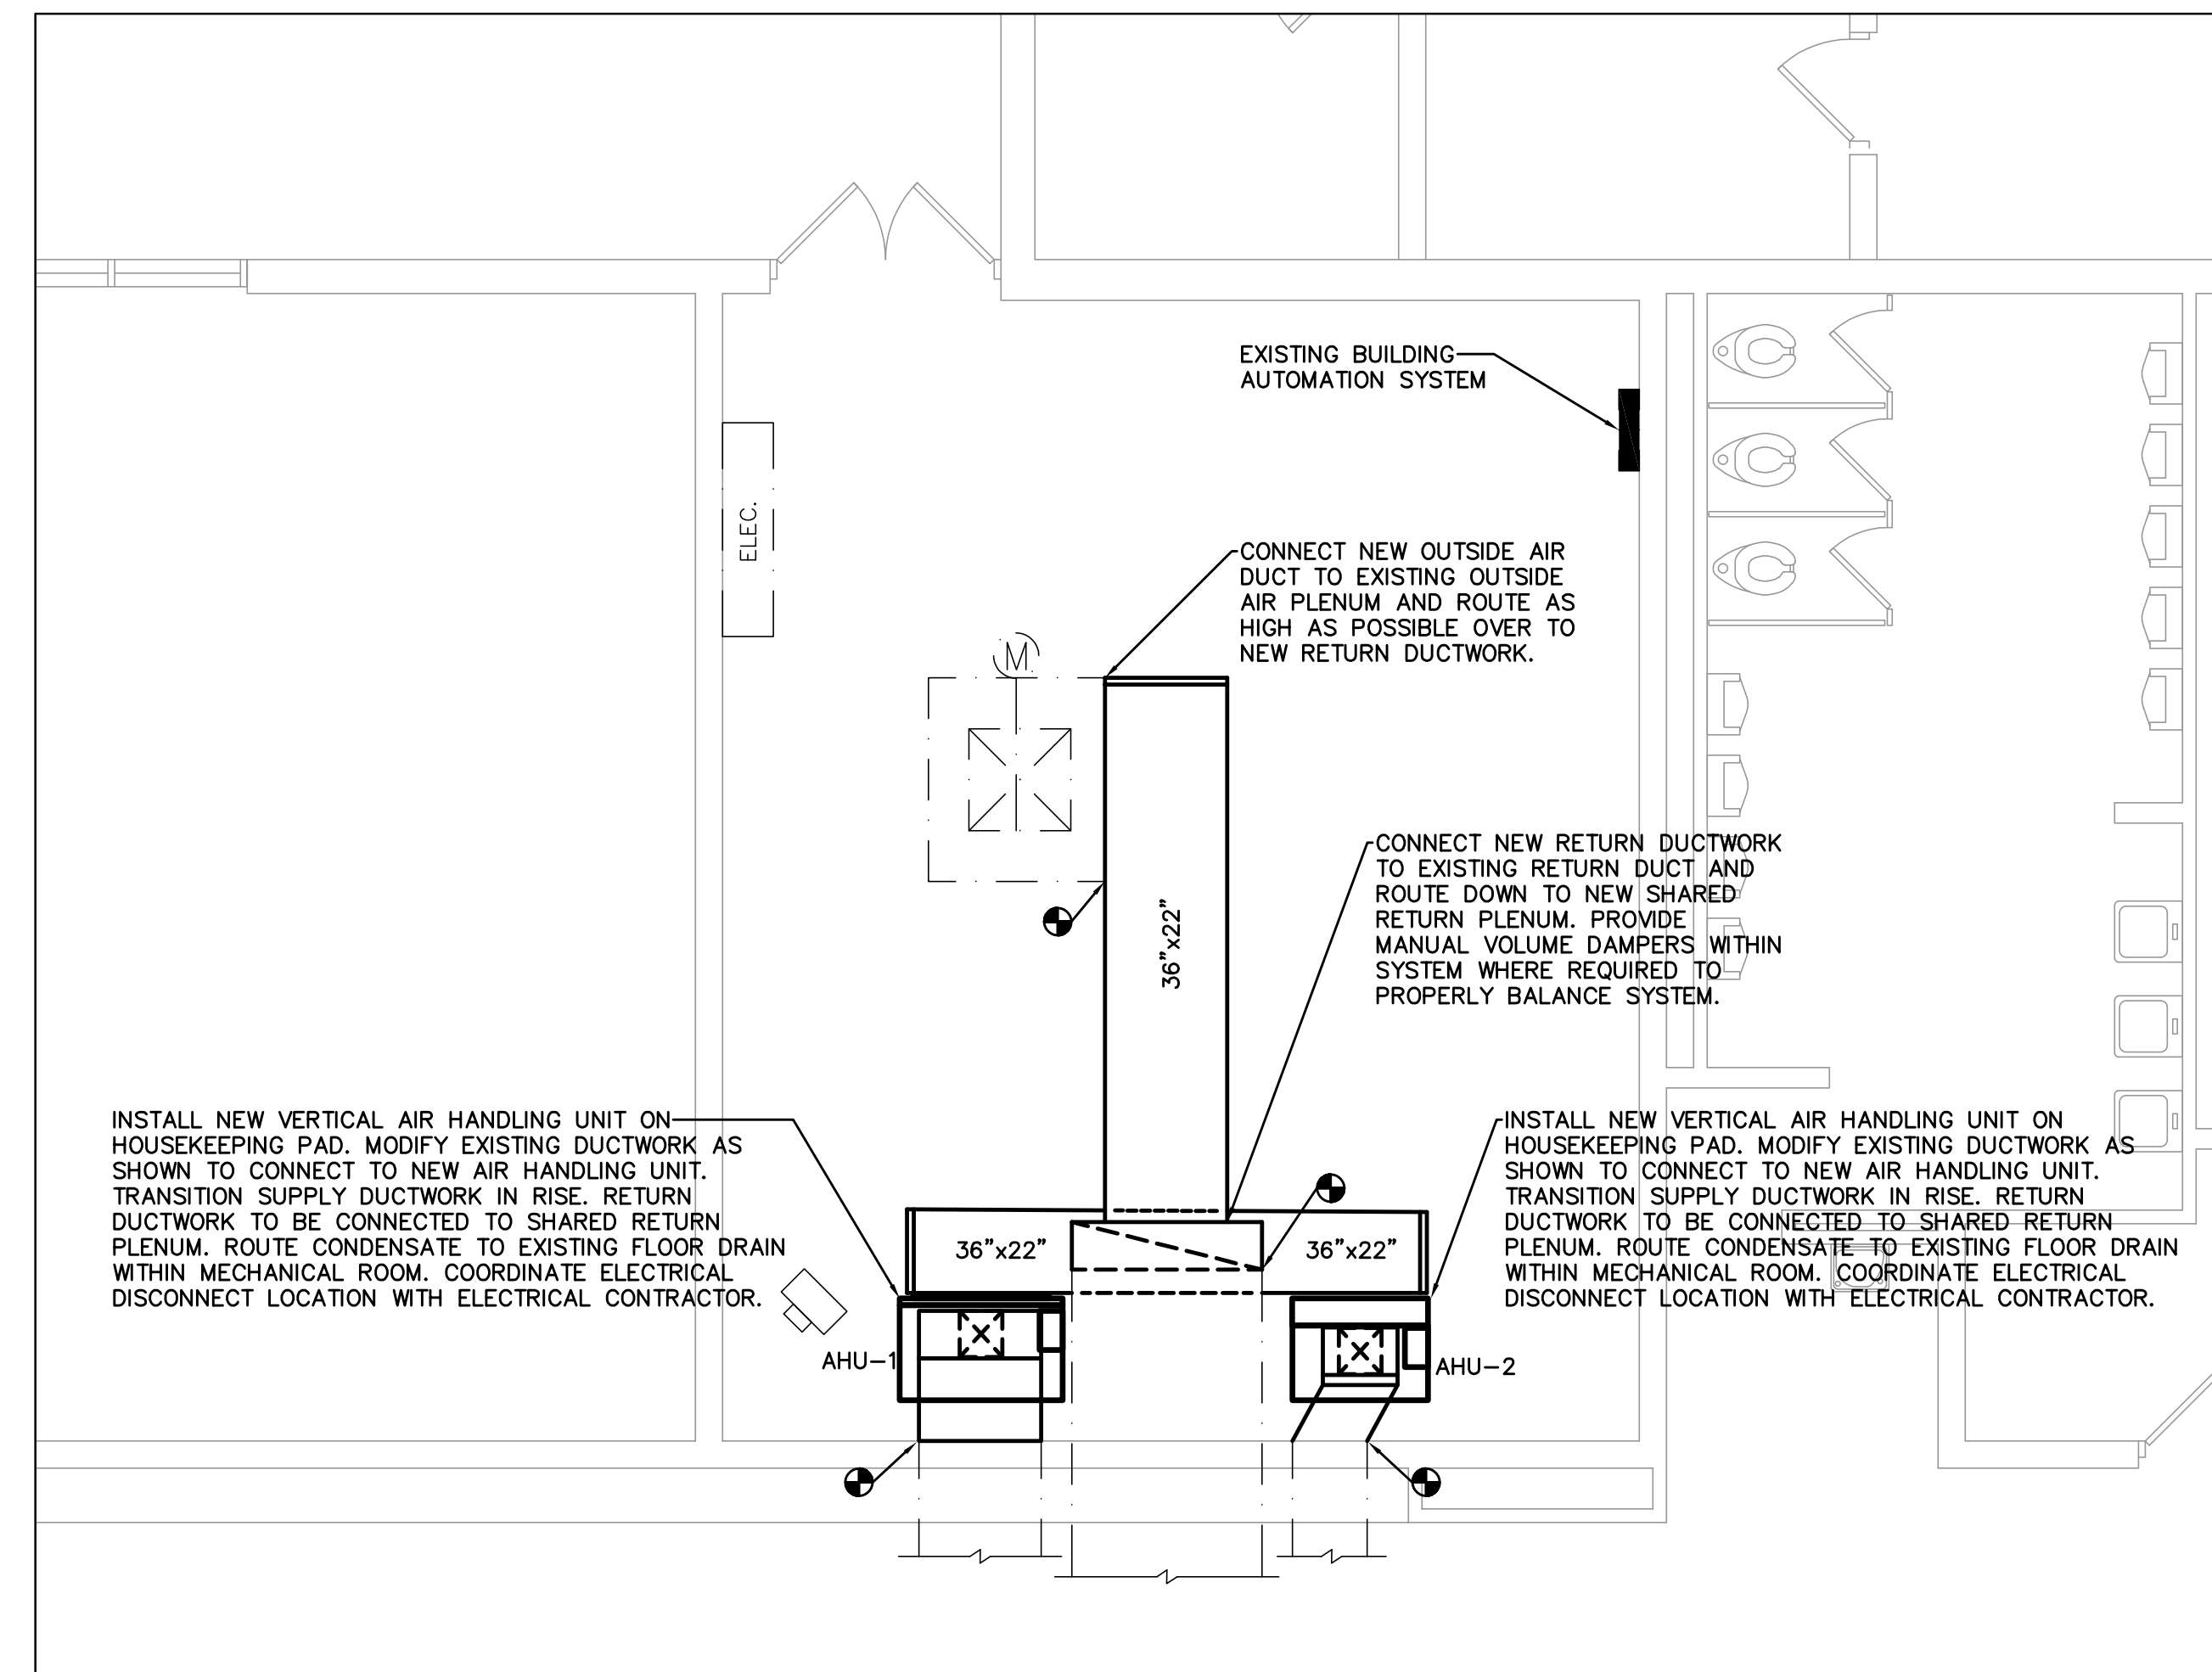 EXISTING BUILDING
AUTOMATION SYSTEM
ELEC.
CONNECT NEW OUTSIDE AIR
DUCT TO EXISTING OUTSIDE
AIR PLENUM AND ROUTE AS
HIGH AS POSSIBLE OVER TO
NEW RETURN DUCTWORK.
M
CONNECT NEW RETURN DUCTWORK
TO EXISTING RETURN DUCT AND
ROUTE DOWN TO NEW SHARED
RETURN PLENUM. PROVIDE
MANUAL VOLUME DAMPERS WITHIN
SYSTEM WHERE REQUIRED TO
PROPERLY BALANCE SYSTEM.
36"x22"
INSTALL NEW VERTICAL AIR HANDLING UNIT ON
HOUSEKEEPING PAD. MODIFY EXISTING DUCTWORK AS
SHOWN TO CONNECT TO NEW AIR HANDLING UNIT.
TRANSITION SUPPLY DUCTWORK IN RISE. RETURN
DUCTWORK TO BE CONNECTED TO SHARED RETURN
PLENUM. ROUTE CONDENSATE TO EXISTING FLOOR DRAIN
WITHIN MECHANICAL ROOM. COORDINATE ELECTRICAL
DISCONNECT LOCATION WITH ELECTRICAL CONTRACTOR.
36"x22"
36"x22"
INSTALL NEW VERTICAL AIR HANDLING UNIT ON
HOUSEKEEPING PAD. MODIFY EXISTING DUCTWORK AS
SHOWN TO CONNECT TO NEW AIR HANDLING UNIT.
TRANSITION SUPPLY DUCTWORK IN RISE. RETURN
DUCTWORK TO BE CONNECTED TO SHARED RETURN
PLENUM. ROUTE CONDENSATE TO EXISTING FLOOR DRAIN
WITHIN MECHANICAL ROOM. COORDINATE ELECTRICAL
DISCONNECT LOCATION WITH ELECTRICAL CONTRACTOR.
AHU-1
AHU-2